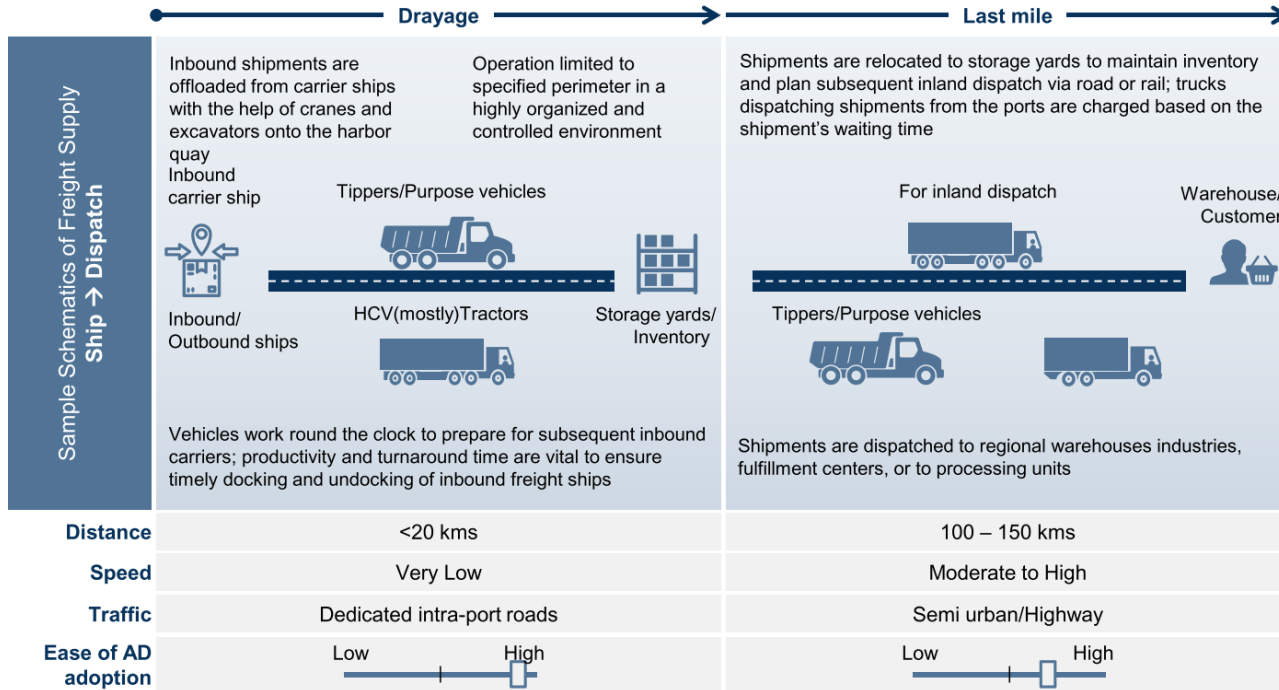 Drayage
Last mile
Sample Schematics of Freight Supply
Ship → Dispatch
Inbound shipments are
offloaded from carrier ships
with the help of cranes and
excavators onto the harbor
quay
Operation limited to
specified perimeter in a
highly organized and
controlled environment
Inbound
carrier ship
Tippers/Purpose vehicles
Inbound/
Outbound ships
HCV(mostly)Tractors
Storage yards/
Inventory
Vehicles work round the clock to prepare for subsequent inbound
carriers; productivity and turnaround time are vital to ensure
timely docking and undocking of inbound freight ships
Shipments are relocated to storage yards to maintain inventory
and plan subsequent inland dispatch via road or rail; trucks
dispatching shipments from the ports are charged based on the
shipment's waiting time
For inland dispatch
Warehouse/
Customer
Tippers/Purpose vehicles
Shipments are dispatched to regional warehouses industries,
fulfillment centers, or to processing units
Distance
<20 kms
100 – 150 kms
Speed
Very Low
Moderate to High
Traffic
Dedicated intra-port roads
Semi urban/Highway
Ease of AD
adoption
Low
High
Low
High